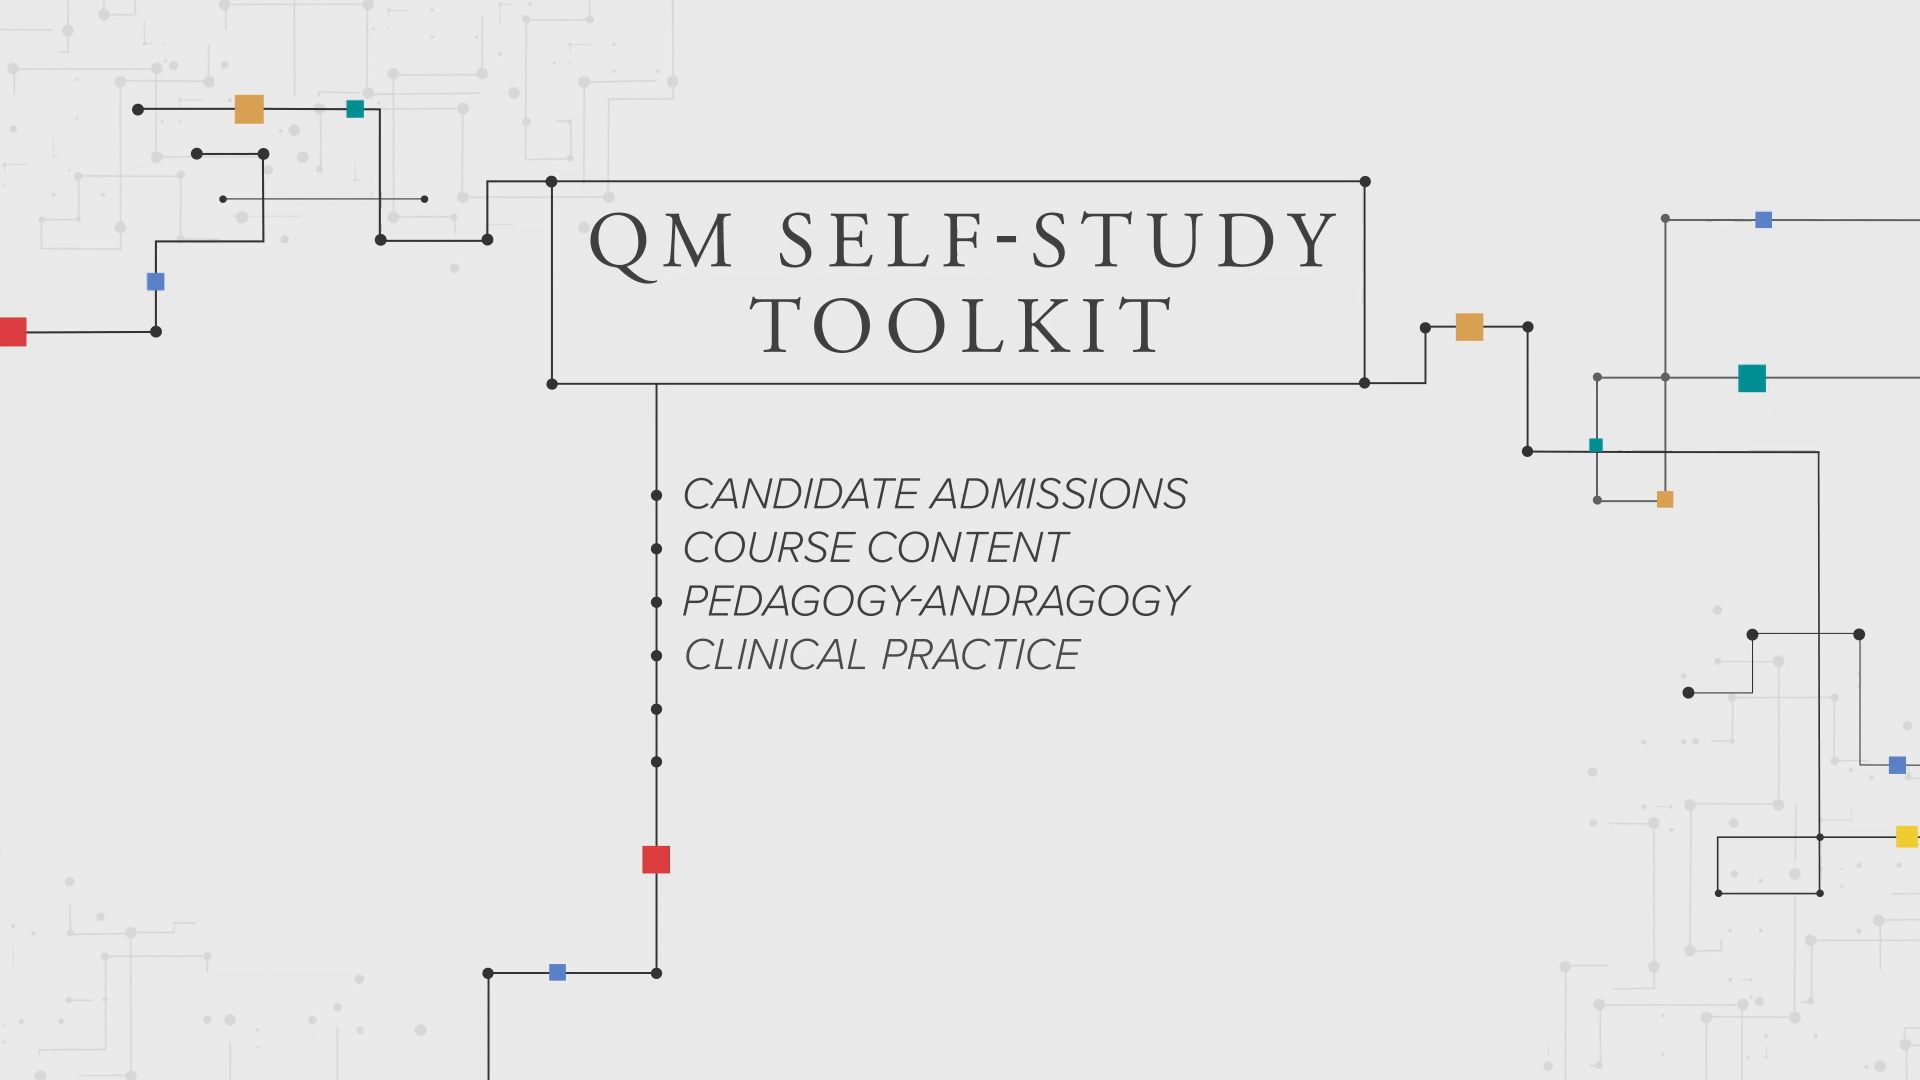 QM SELF-STUDY
TOOLKIT
CANDIDATE ADMISSIONS
COURSE CONTENT
PEDAGOGY-ANDRAGOGY
CLINICAL PRACTICE